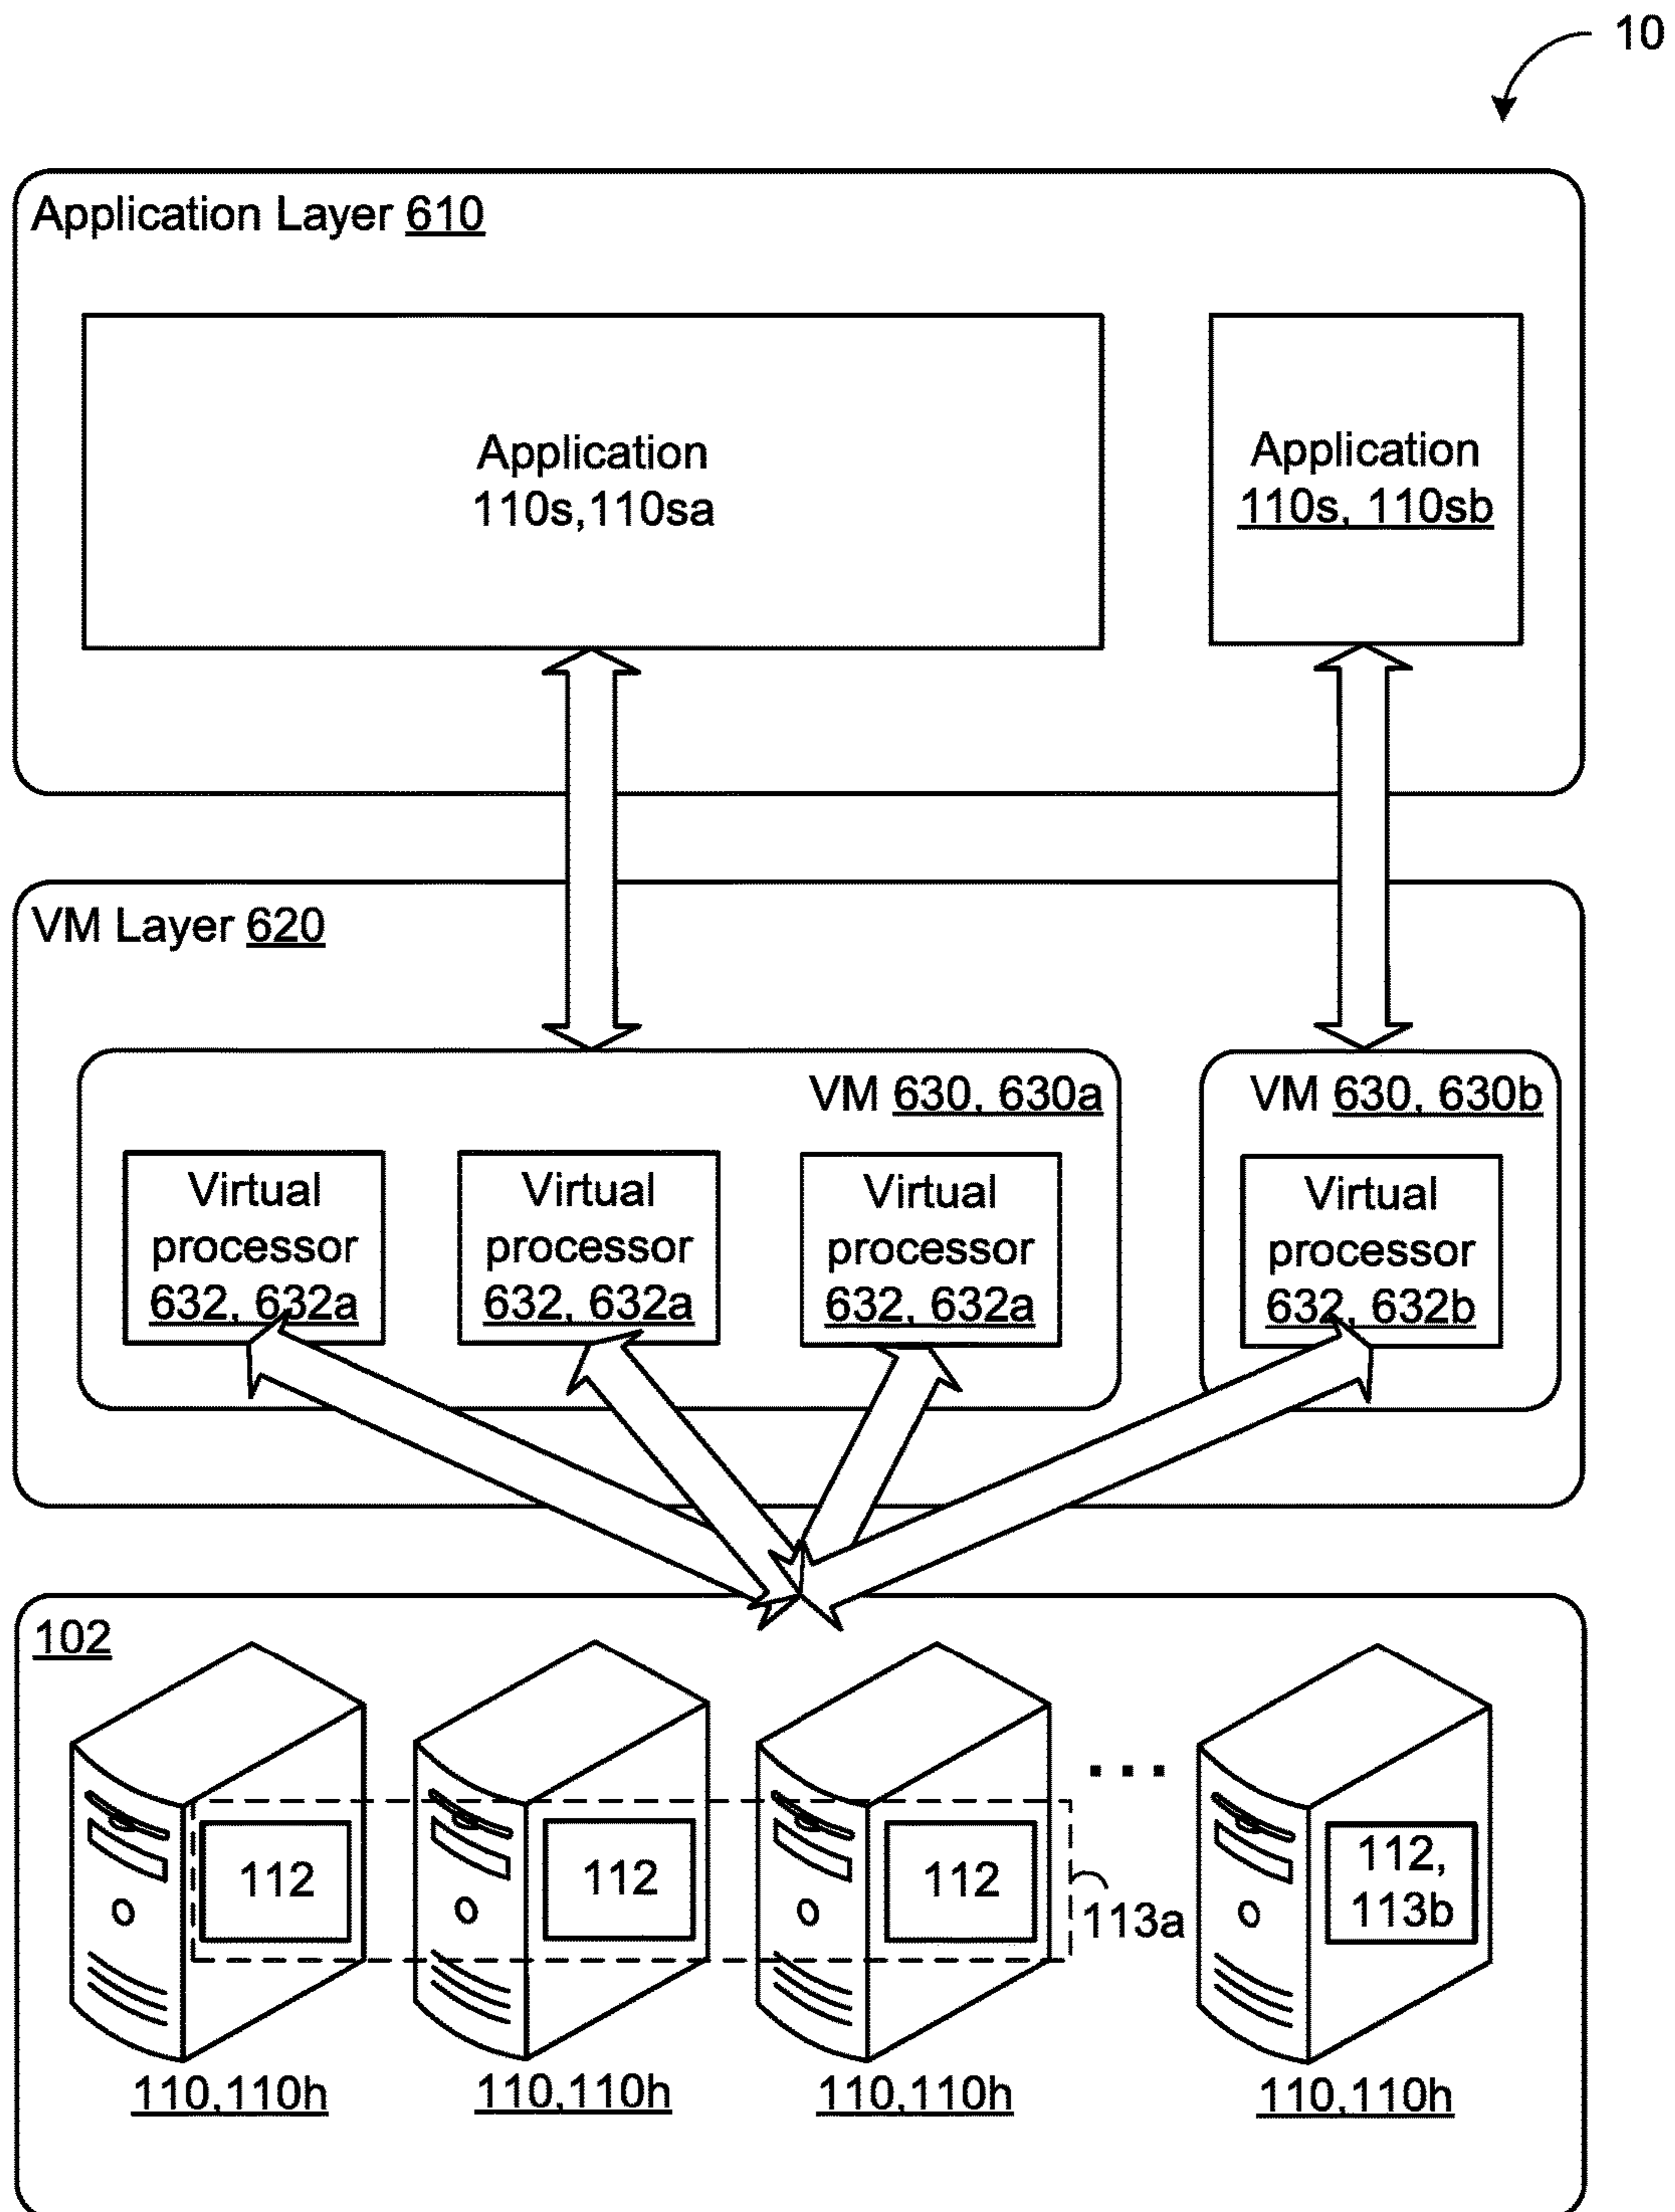 10
Application Layer 610
Application
110s,110sa
Application
110s, 110sb
VM Layer 620
VM 630, 630a
VM 630, 630b
Virtual
processor
632, 632a
Virtual
processor
632, 632a
Virtual
processor
632, 632a
Virtual
processor
632, 632b
102
112
112
112
...
112,
113b
113a
110,110h
110,110h
110,110h
110,110h